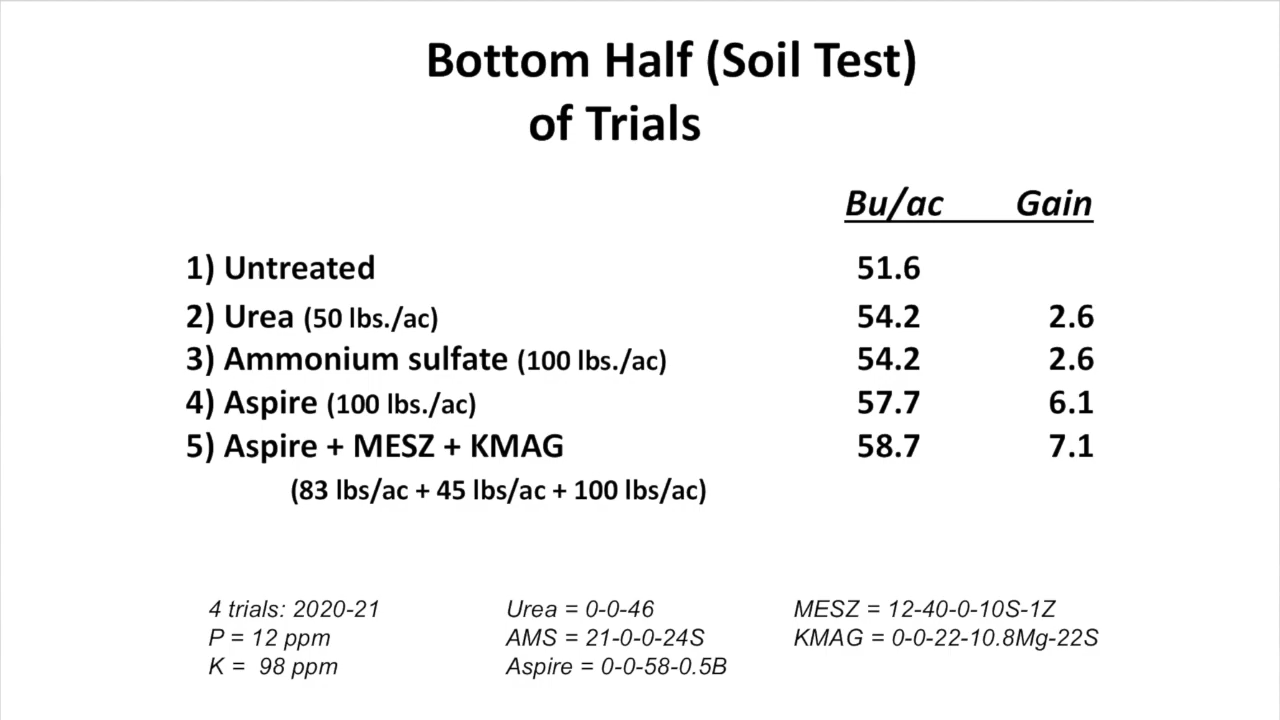 Bottom Half (Soil Test)
of Trials
Bu/ac Gain
1) Untreated 51.6
2) Urea (50 lbs./ac) 54.2 2.6
3) Ammonium sulfate (100 lbs./ac) 54.2 2.6
4) Aspire (100 lbs./ac) 57.7 6.1
5) Aspire + MESZ + KMAG 58.7 7.1
(83 lbs/ac + 45 lbs/ac + 100 lbs/ac)
4 trials: 2020-21 Urea = 0-0-46 MESZ = 12-40-0-10S-1Z
P = 12 ppm AMS = 21-0-0-24S KMAG = 0-0-22-10.8Mg-22S
K = 98 ppm Aspire = 0-0-58-0.5B